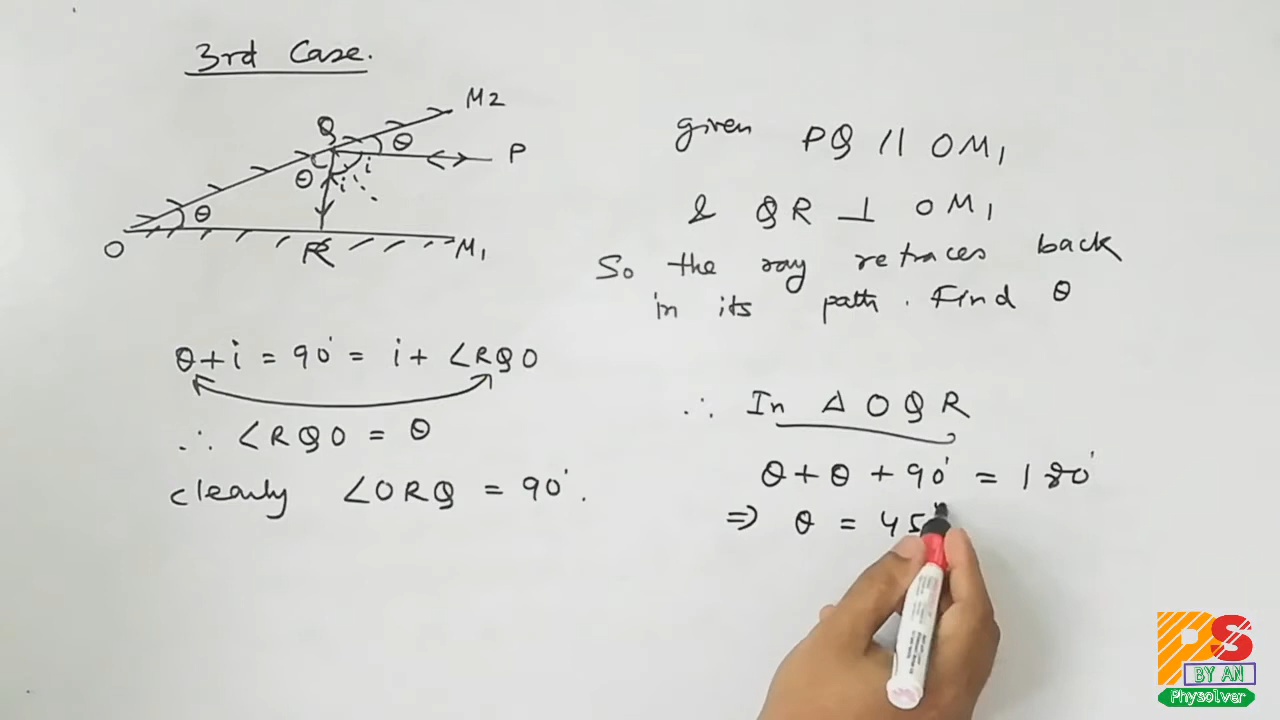 3rd Case.
M2
Q
θ
P
i
θ
i
θ
O
R
M1
given PQ // OM1
& QR ⊥ OM1
So the ray retraces back
in its path. Find θ
θ + i = 90° = i + ∠RQO
∴ ∠RQO = θ
clearly ∠ORQ = 90°.
∴ In Δ OQR
θ + θ + 90° = 180°
⇒ θ = 45°
PS
BY AN
Physolver